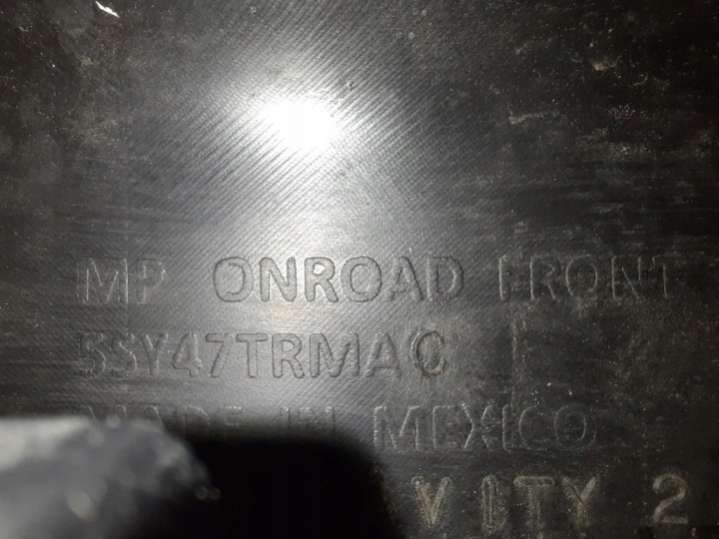 MP ONROAD FRONT
5SY47TRMAC
MADE IN MEXICO
VITY 2